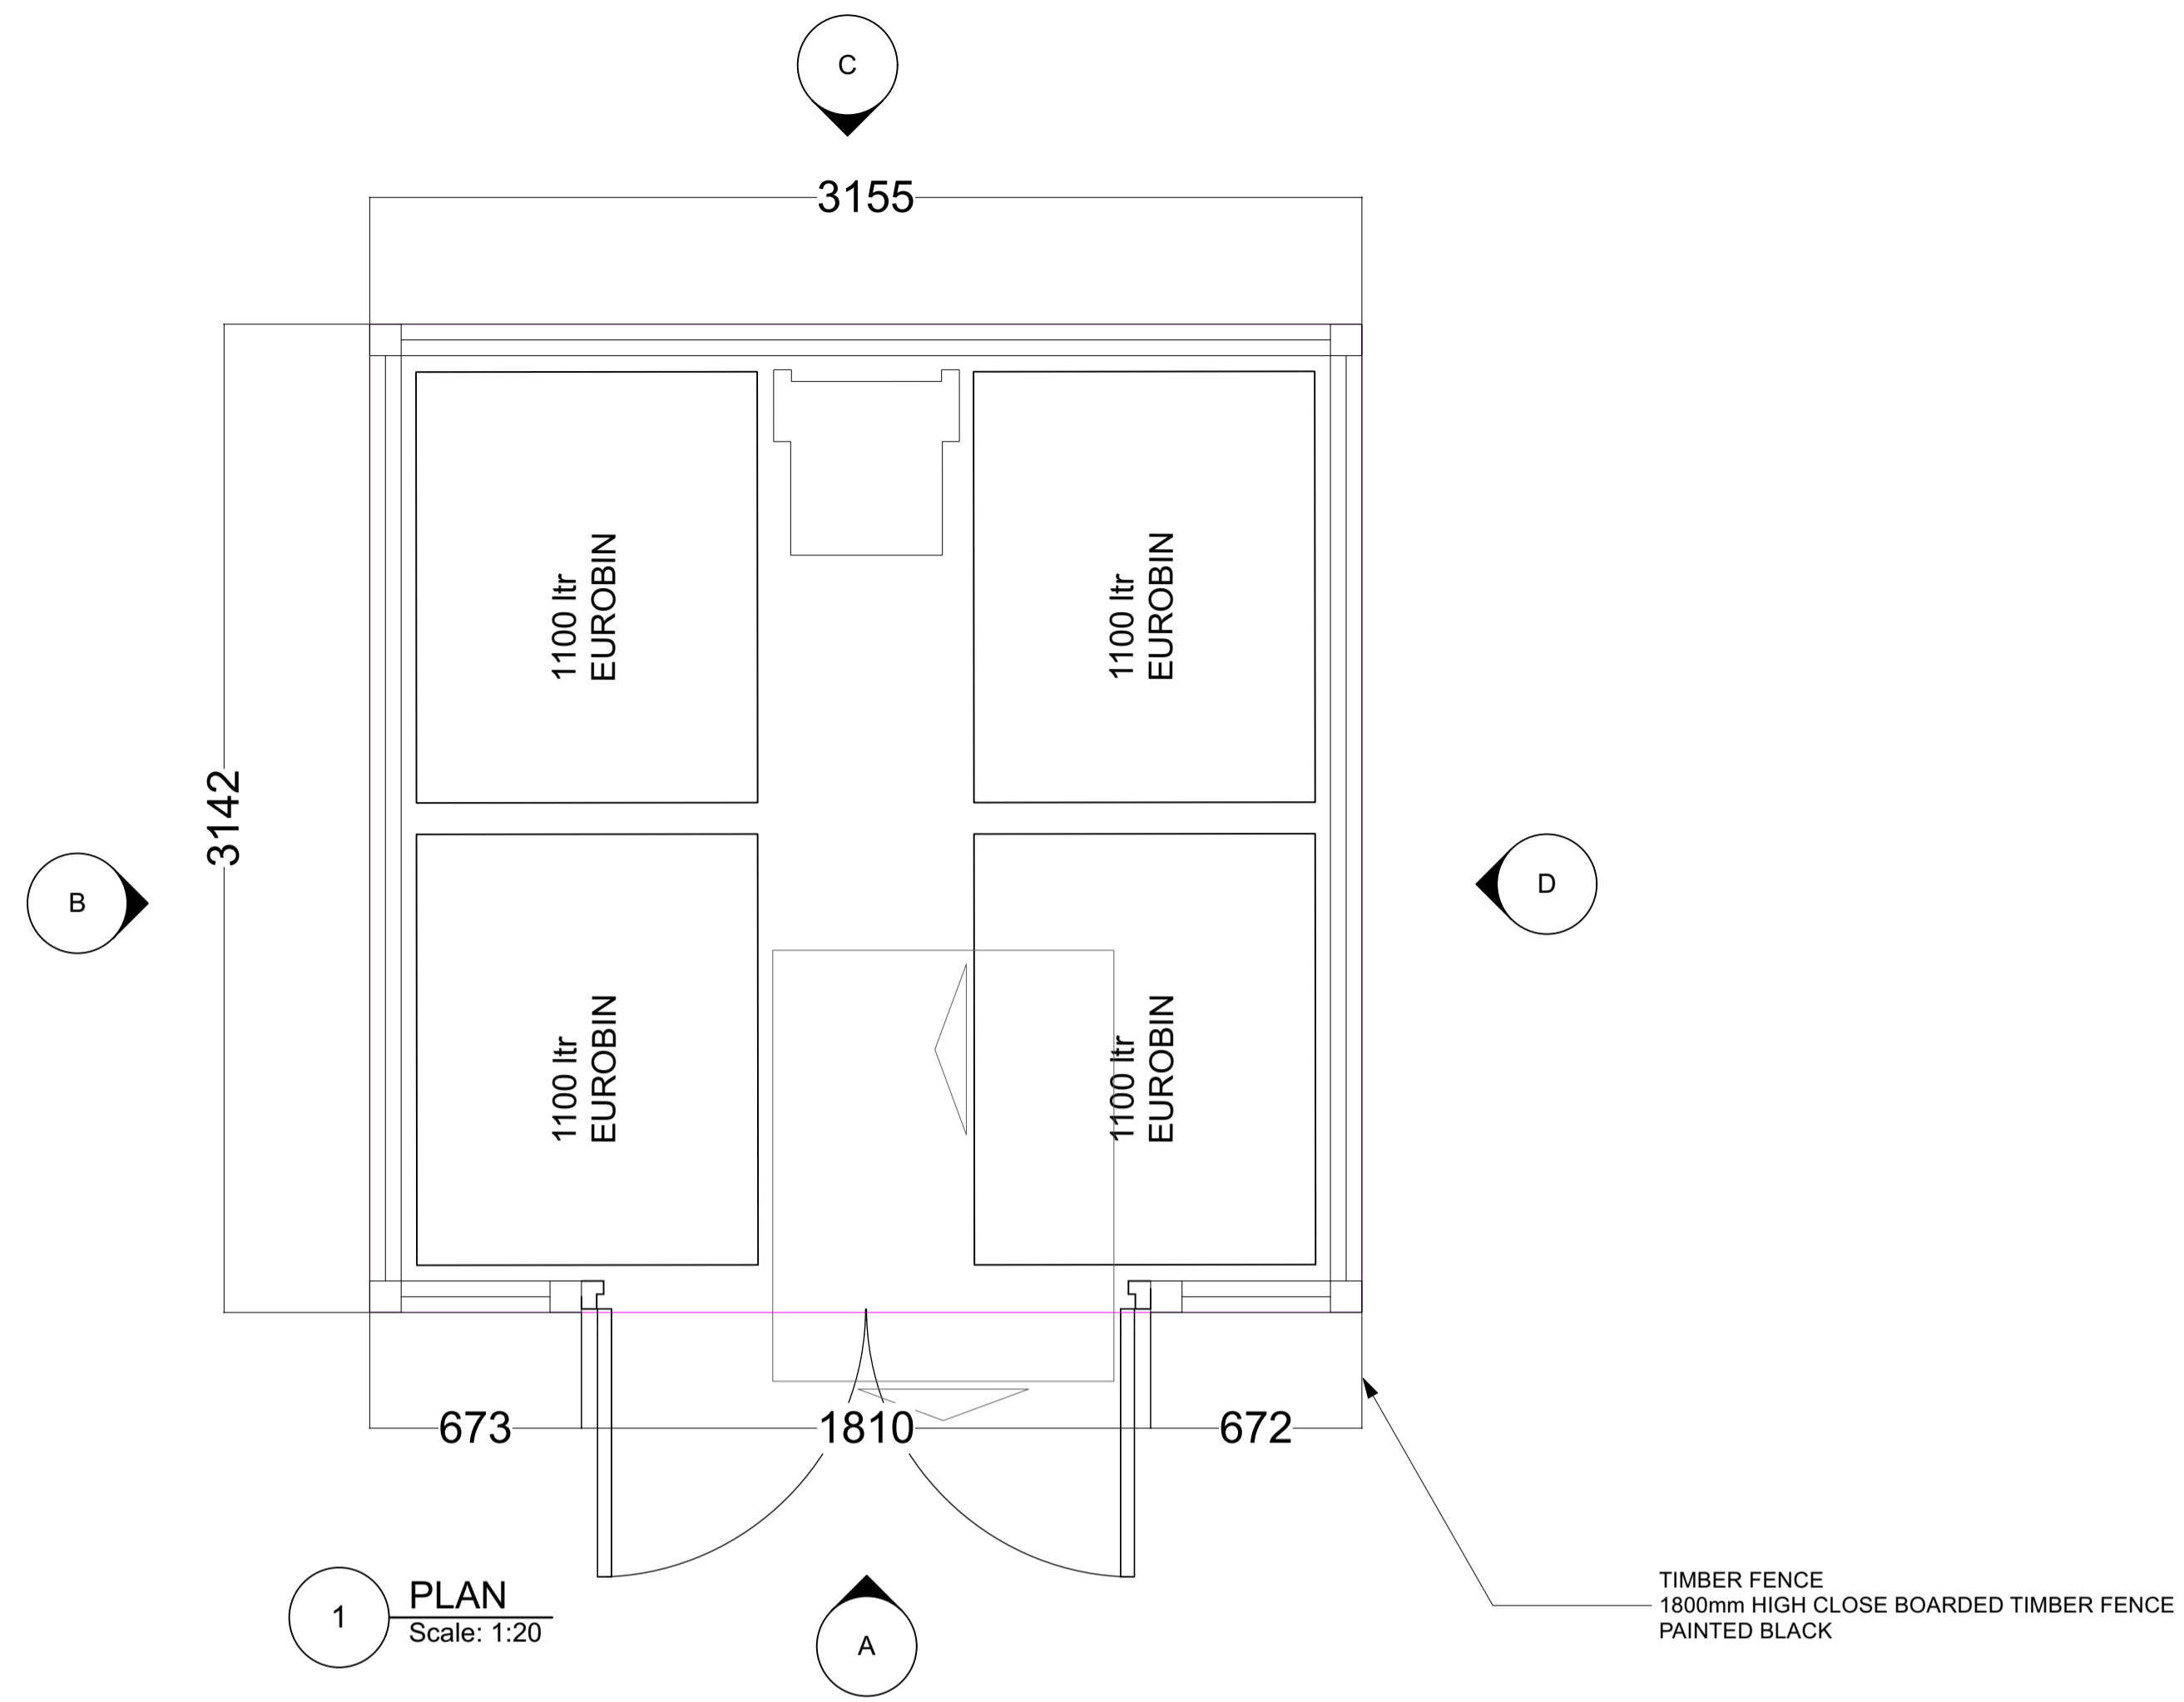 C
3155
3142
1100 ltr
EUROBIN
1100 ltr
EUROBIN
B
D
1100 ltr
EUROBIN
1100 ltr
EUROBIN
673
1810
672
1
PLAN
Scale: 1:20
A
TIMBER FENCE
1800mm HIGH CLOSE BOARDED TIMBER FENCE
PAINTED BLACK